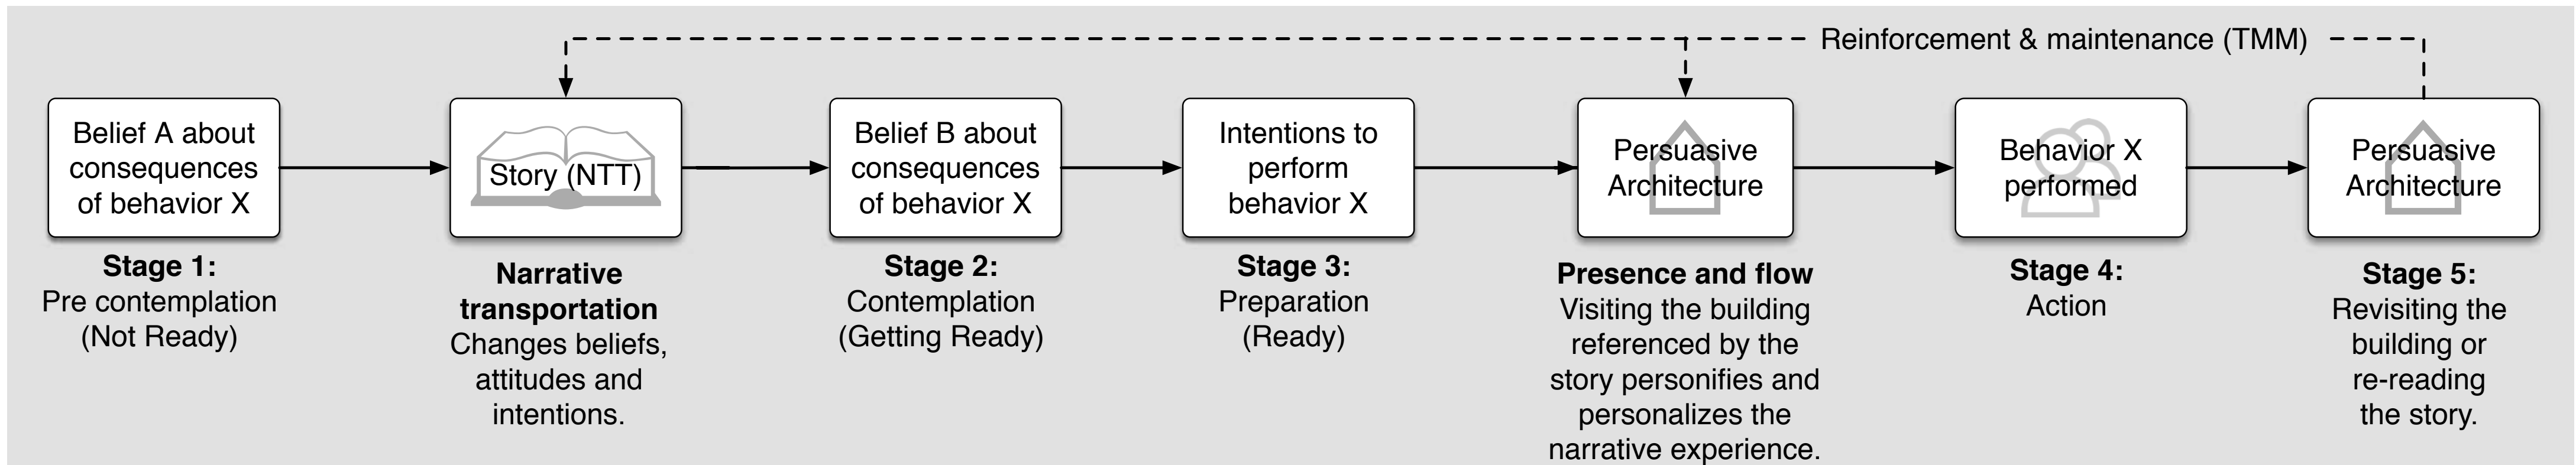 Reinforcement & maintenance (TMM)
Belief A about
consequences
of behavior X
Story (NTT)
Belief B about
consequences
of behavior X
Intentions to
perform
behavior X
Persuasive
Architecture
Behavior X
performed
Persuasive
Architecture
Stage 1:
Pre contemplation
(Not Ready)
Narrative
transportation
Changes beliefs,
attitudes and
intentions.
Stage 2:
Contemplation
(Getting Ready)
Stage 3:
Preparation
(Ready)
Presence and flow
Visiting the building
referenced by the
story personifies and
personalizes the
narrative experience.
Stage 4:
Action
Stage 5:
Revisiting the
building or
re-reading
the story.